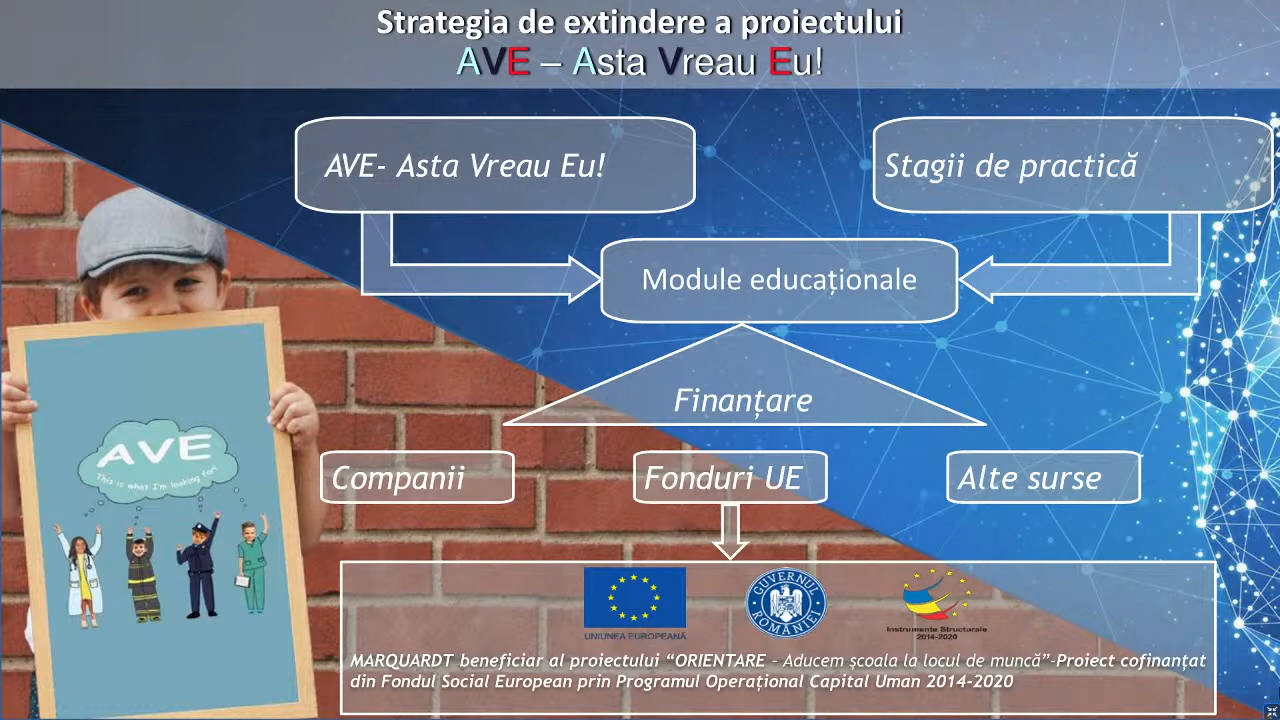 Strategia de extindere a proiectului
AVE – Asta Vreau Eu!
AVE- Asta Vreau Eu!
Stagii de practică
Module educaționale
Finanțare
Companii
Fonduri UE
Alte surse
AVE
This is what I'm looking for!
UNIUNEA EUROPEANĂ
GUVERNUL ROMÂNIEI
Instrumente Structurale
2014-2020
MARQUARDT beneficiar al proiectului “ORIENTARE – Aducem școala la locul de muncă”-Proiect cofinanțat
din Fondul Social European prin Programul Operațional Capital Uman 2014-2020